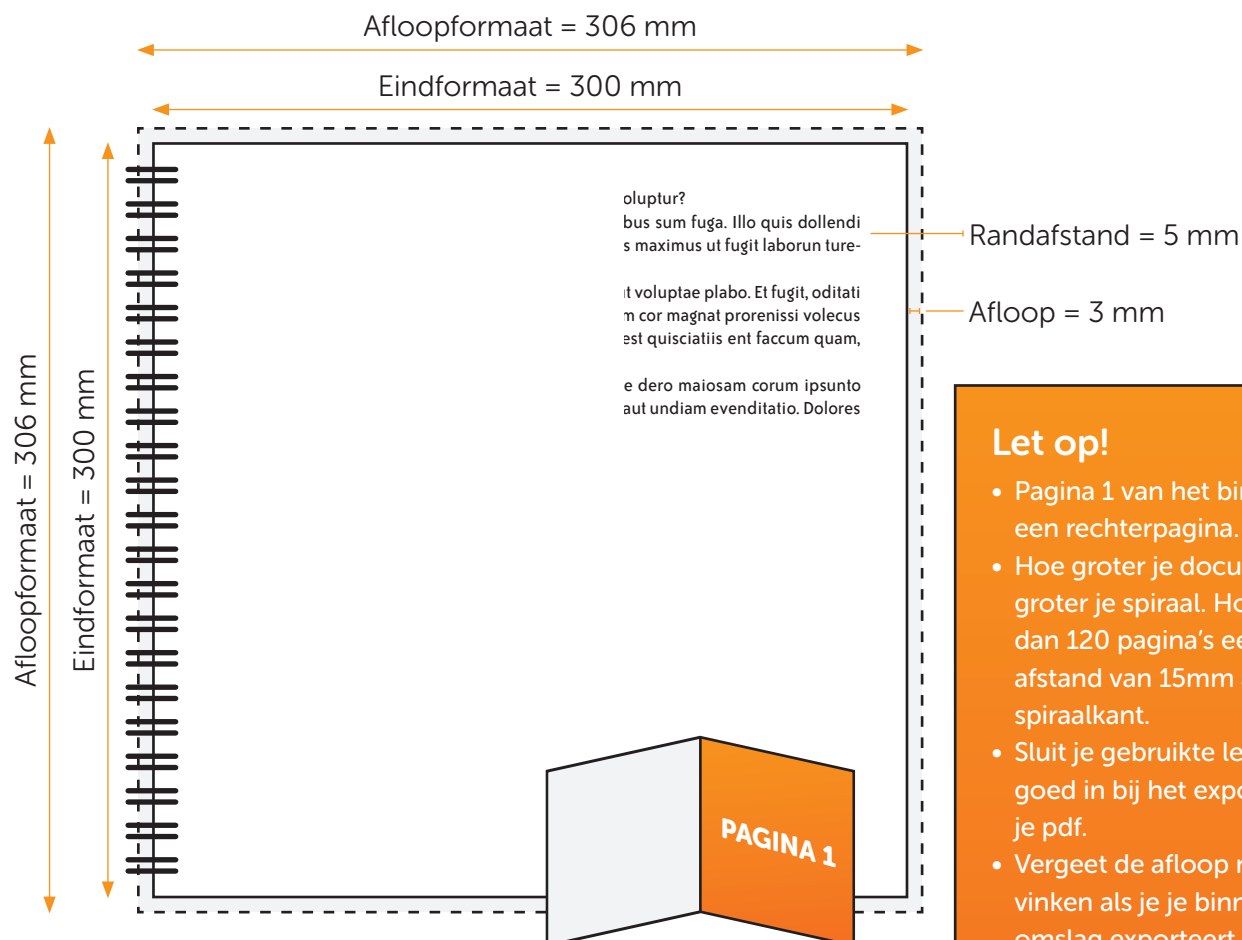 Afloopformaat = 306 mm
Eindformaat = 300 mm
Afloopformaat = 306 mm
Eindformaat = 300 mm
oluptur?
bus sum fuga. Illo quis dollendi
s maximus ut fugit laborun ture-
t voluptae plabo. Et fugit, oditati
m cor magnat prorenissi volecus
est quisciatiis ent faccum quam,
e dero maiosam corum ipsunto
aut undiam evenditatio. Dolores
Randafstand = 5 mm
Afloop = 3 mm
Let op!
• Pagina 1 van het bin
een rechterpagina.
• Hoe groter je docu
groter je spiraal. Ho
dan 120 pagina's ee
afstand van 15mm
spiraalkant.
• Sluit je gebruikte le
goed in bij het expo
je pdf.
• Vergeet de afloop
vinken als je je binn
omslag exporteert
PAGINA 1